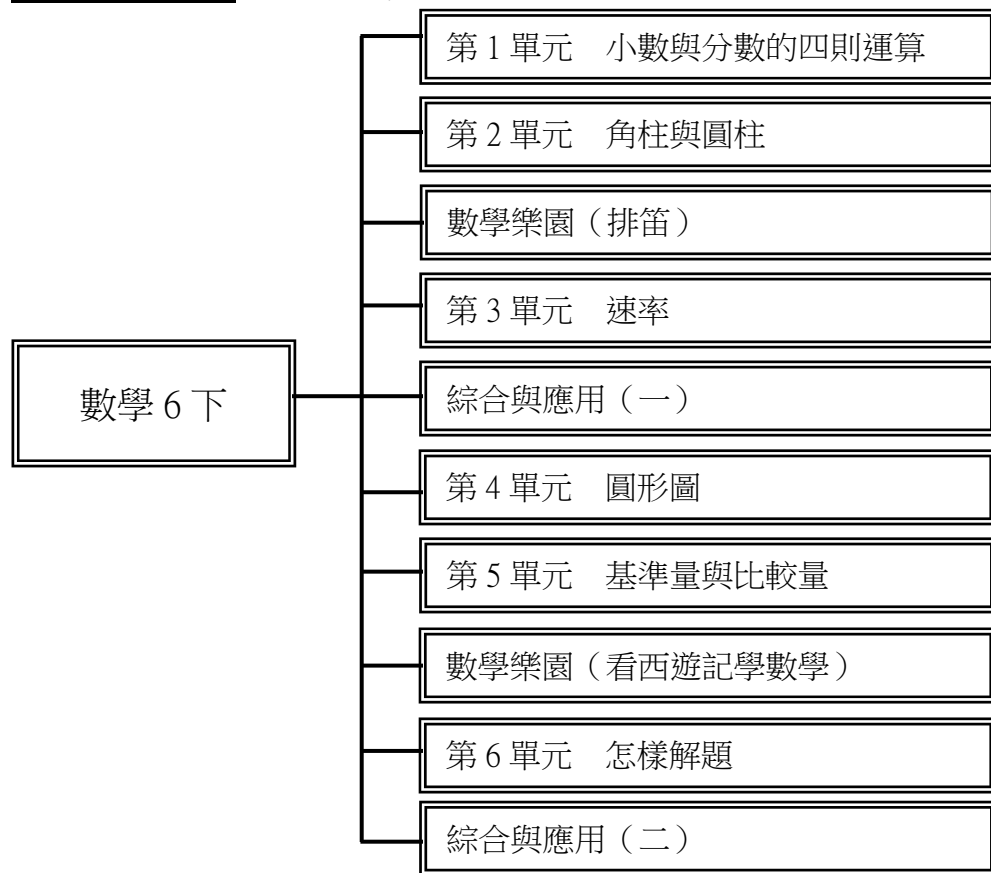 第1單元 小數與分數的四則運算
第2單元 角柱與圓柱
數學樂園（排笛）
第3單元 速率
數學6下
綜合與應用（一）
第4單元 圓形圖
第5單元 基準量與比較量
數學樂園（看西遊記學數學）
第6單元 怎樣解題
綜合與應用（二）